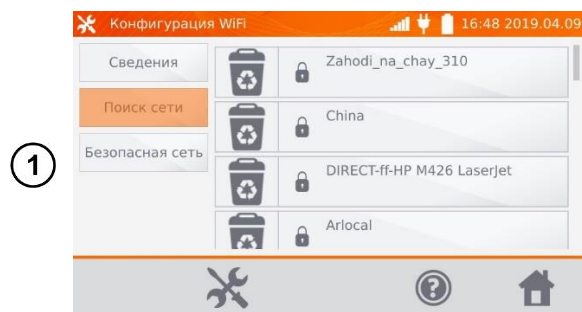 Конфигурация WiFi
16:48 2019.04.09
Сведения
Поиск сети
Безопасная сеть
Zahodi_na_chay_310
China
DIRECT-ff-HP M426 LaserJet
Arlocal
1
?